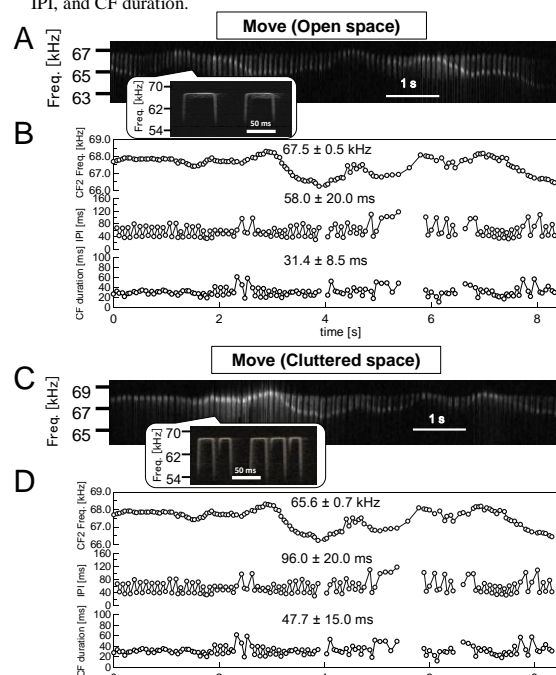 IPI, and CF duration.
Move (Open space)
A
Freq. [kHz]
67
65
63
1 s
Freq. [kHz]
70
62
54
50 ms
B
CF2 Freq. [kHz]
69.0
68.0
67.0
66.0
67.5 ± 0.5 kHz
IPI [ms]
160
120
80
40
0
58.0 ± 20.0 ms
CF duration [ms]
100
80
60
40
20
0
31.4 ± 8.5 ms
0 2 4 6 8
time [s]
Move (Cluttered space)
C
Freq. [kHz]
69
67
65
1 s
Freq. [kHz]
70
62
54
50 ms
D
CF2 Freq. [kHz]
69.0
68.0
67.0
66.0
65.6 ± 0.7 kHz
IPI [ms]
160
120
80
40
0
96.0 ± 20.0 ms
CF duration [ms]
100
80
60
40
20
0
47.7 ± 15.0 ms